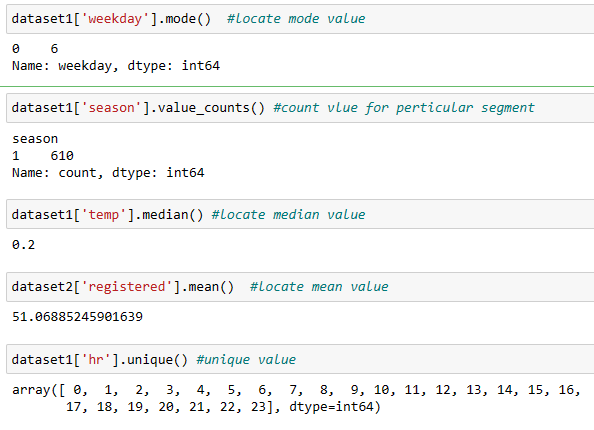 dataset1['weekday'].mode()  #locate mode value
0    6
Name: weekday, dtype: int64
dataset1['season'].value_counts() #count vlue for perticular segment
season
1    610
Name: count, dtype: int64
dataset1['temp'].median() #locate median value
0.2
dataset2['registered'].mean()  #locate mean value
51.06885245901639
dataset1['hr'].unique() #unique value
array([ 0,  1,  2,  3,  4,  5,  6,  7,  8,  9, 10, 11, 12, 13, 14, 15, 16,
       17, 18, 19, 20, 21, 22, 23], dtype=int64)